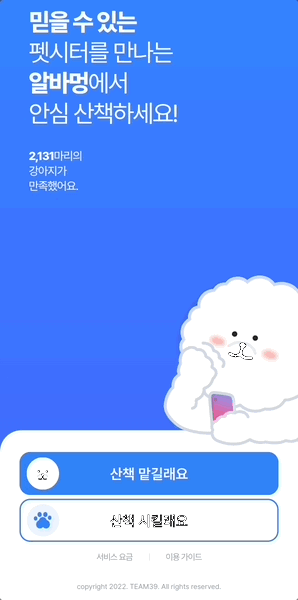 믿을 수 있는
펫시터를 만나는
알바멍에서
안심 산책하세요!
2,131마리의
강아지가
만족했어요.
산책 맡길래요
산책 시킬래요
서비스 요금
이용 가이드
copyright 2022. TEAM39. All rights reserved.